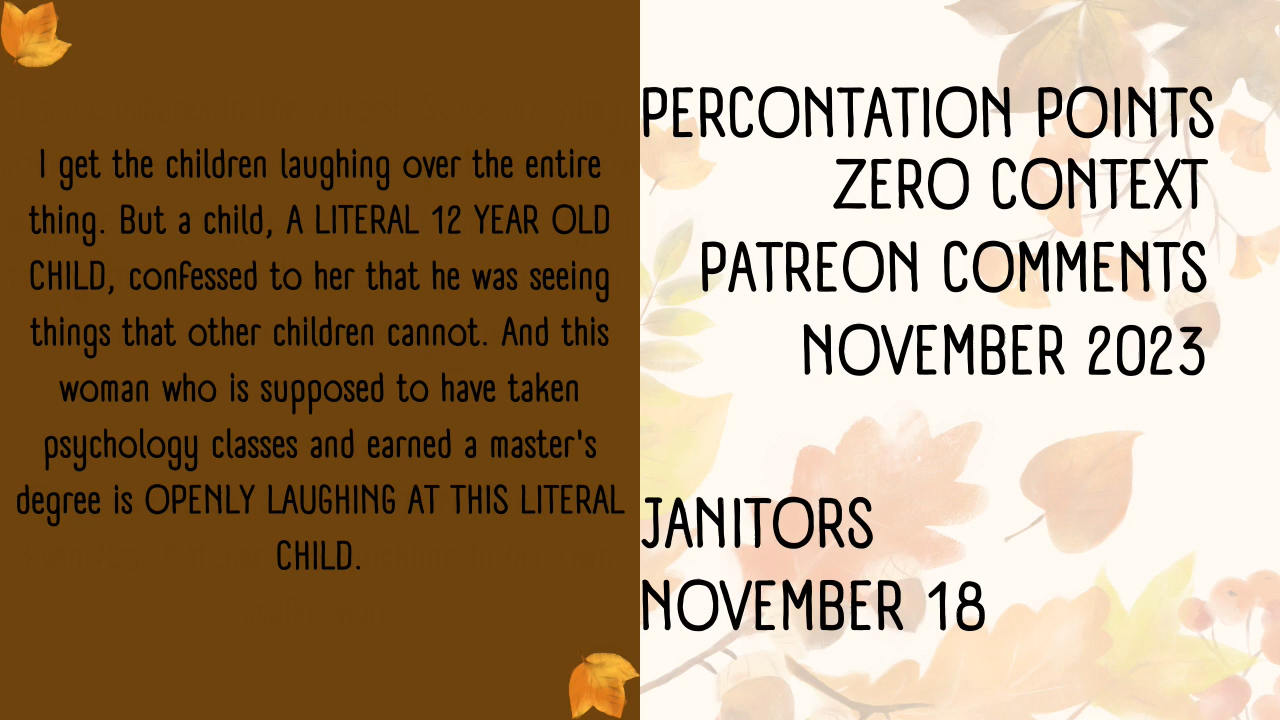 I get the children laughing over the entire
thing. But a child, A LITERAL 12 YEAR OLD
CHILD, confessed to her that he was seeing
things that other children cannot. And this
woman who is supposed to have taken
psychology classes and earned a master's
degree is OPENLY LAUGHING AT THIS LITERAL
CHILD.
PERCONTATION POINTS
ZERO CONTEXT
PATREON COMMENTS
NOVEMBER 2023
JANITORS
NOVEMBER 18